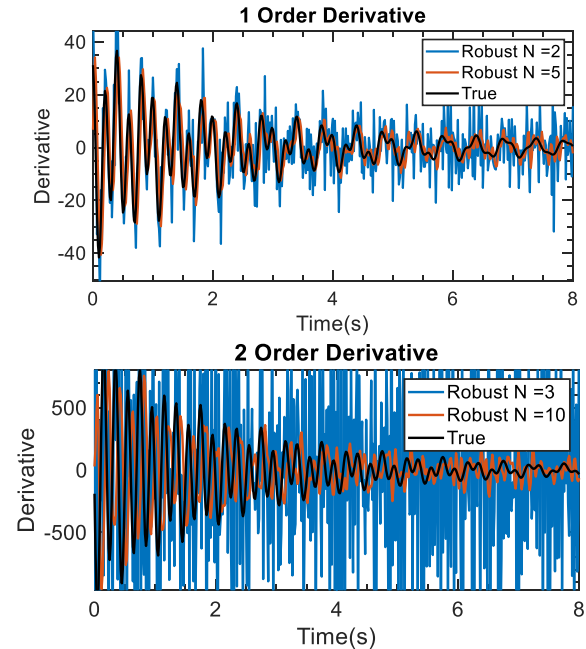 1 Order Derivative
Derivative
40
20
0
-20
-40
Robust N =2
Robust N =5
True
0
2
4
6
8
Time(s)
2 Order Derivative
Derivative
500
0
-500
Robust N =3
Robust N =10
True
0
2
4
6
8
Time(s)